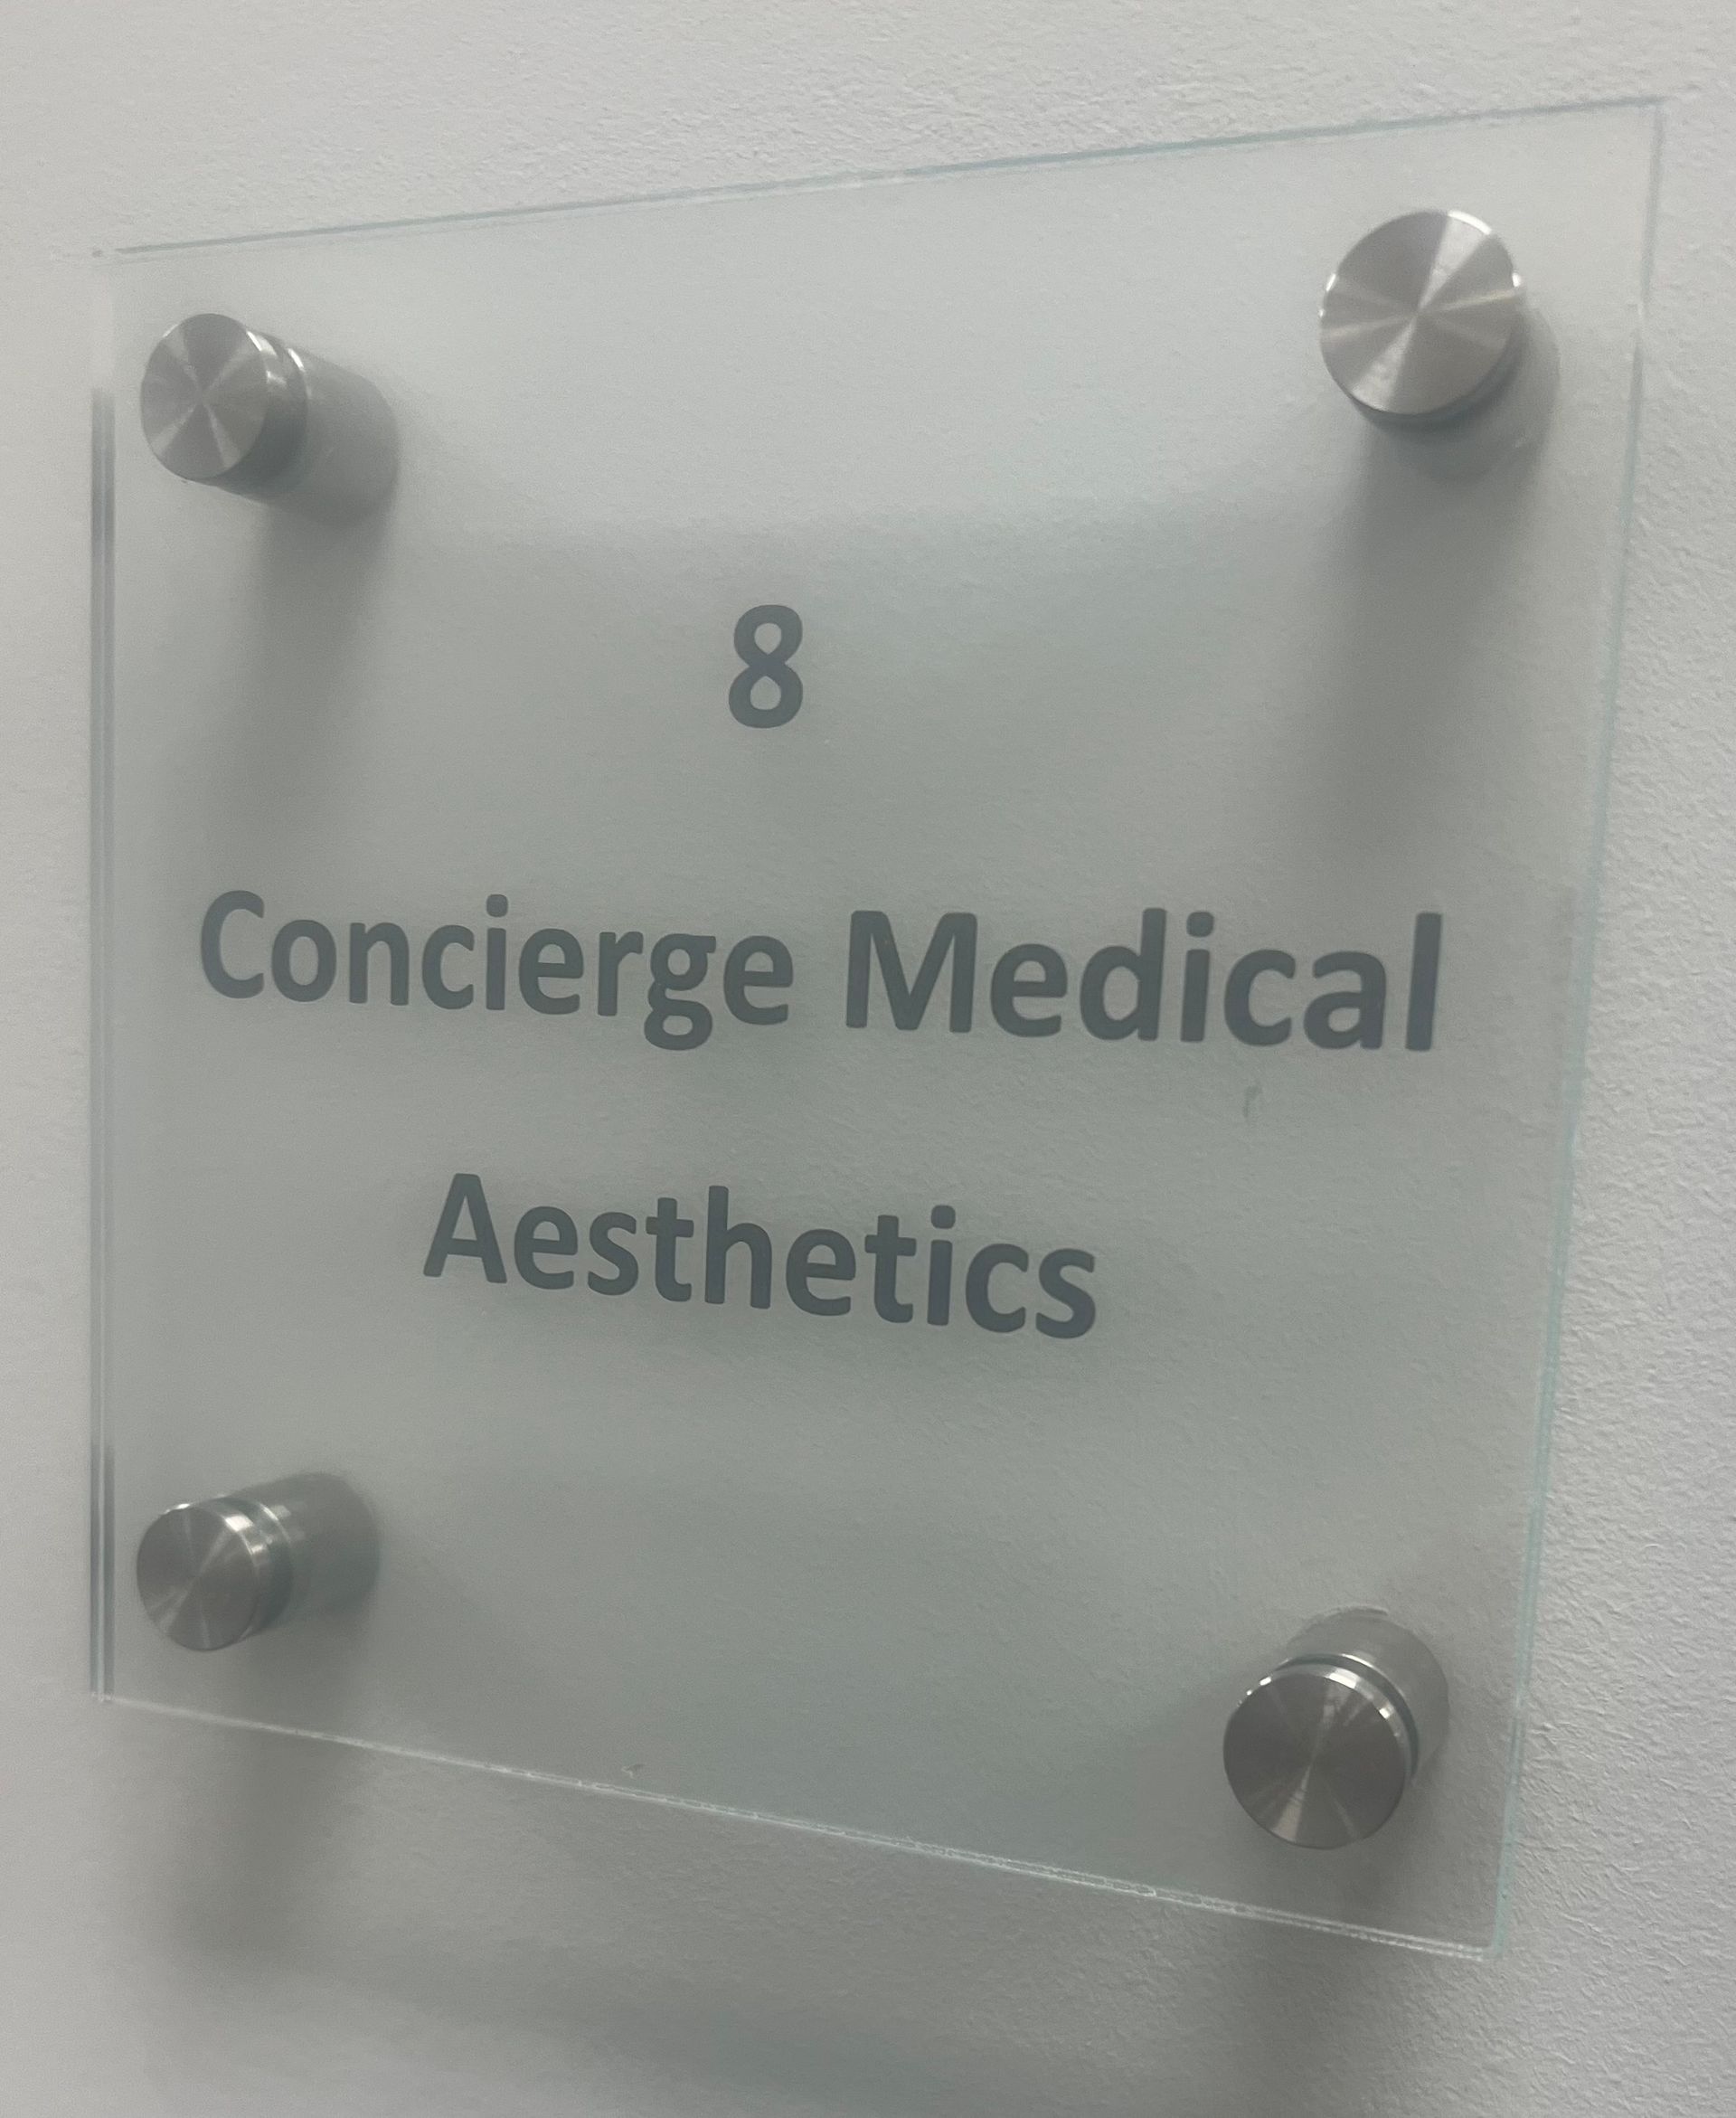 8
Concierge Medical
Aesthetics